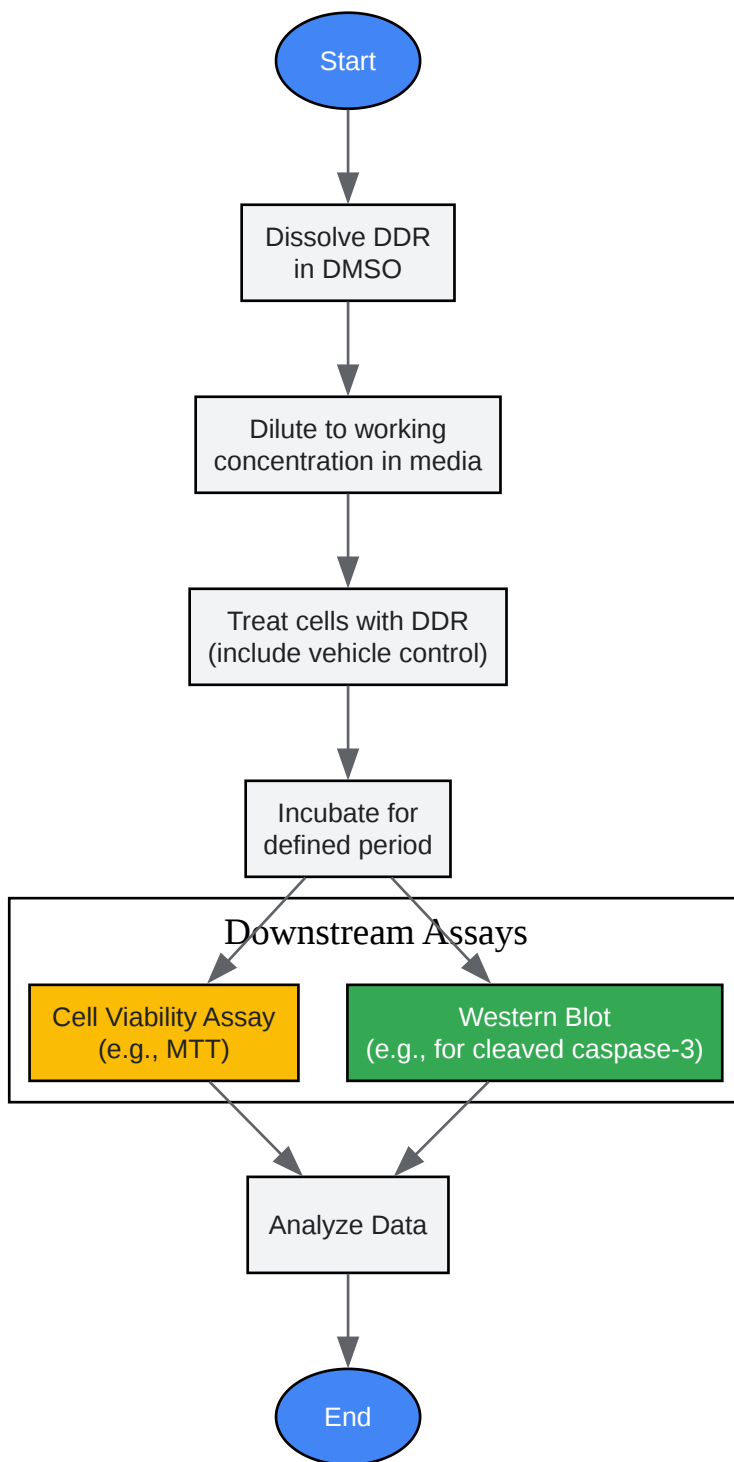 Start
Dissolve DDR
in DMSO
Dilute to working
concentration in media
Treat cells with DDR
(include vehicle control)
Incubate for
defined period
Downstream Assays
Cell Viability Assay
(e.g., MTT)
Western Blot
(e.g., for cleaved caspase-3)
Analyze Data
End